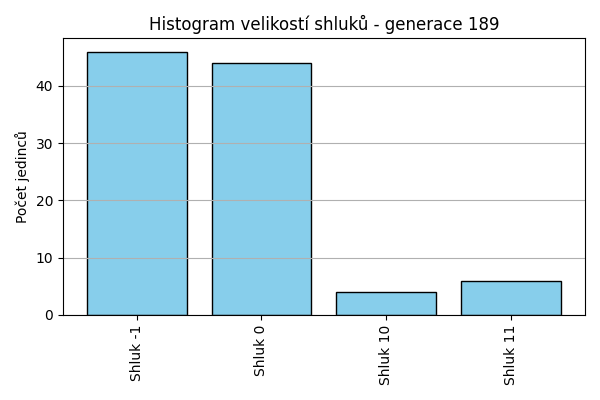 Histogram velikostí shluků - generace 189
Počet jedinců
40
30
20
10
0
Shluk -1
Shluk 0
Shluk 10
Shluk 11